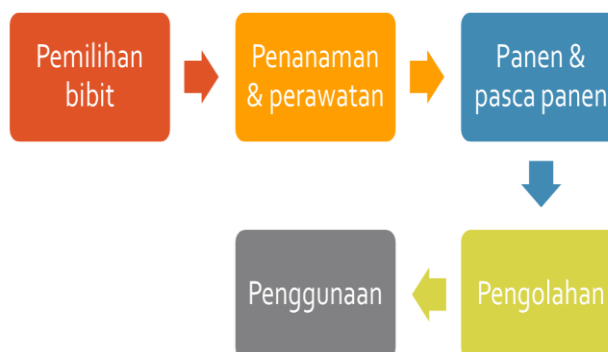 Pemilihan
bibit
Penanaman
& perawatan
Panen &
pasca panen
Pengolahan
Penggunaan